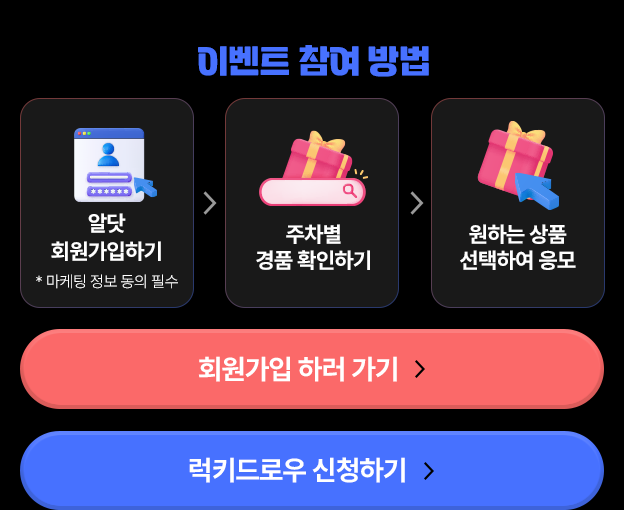 이벤트 참여 방법
알닷
회원가입하기
* 마케팅 정보 동의 필수
주차별
경품 확인하기
원하는 상품
선택하여 응모
회원가입 하러 가기
럭키드로우 신청하기